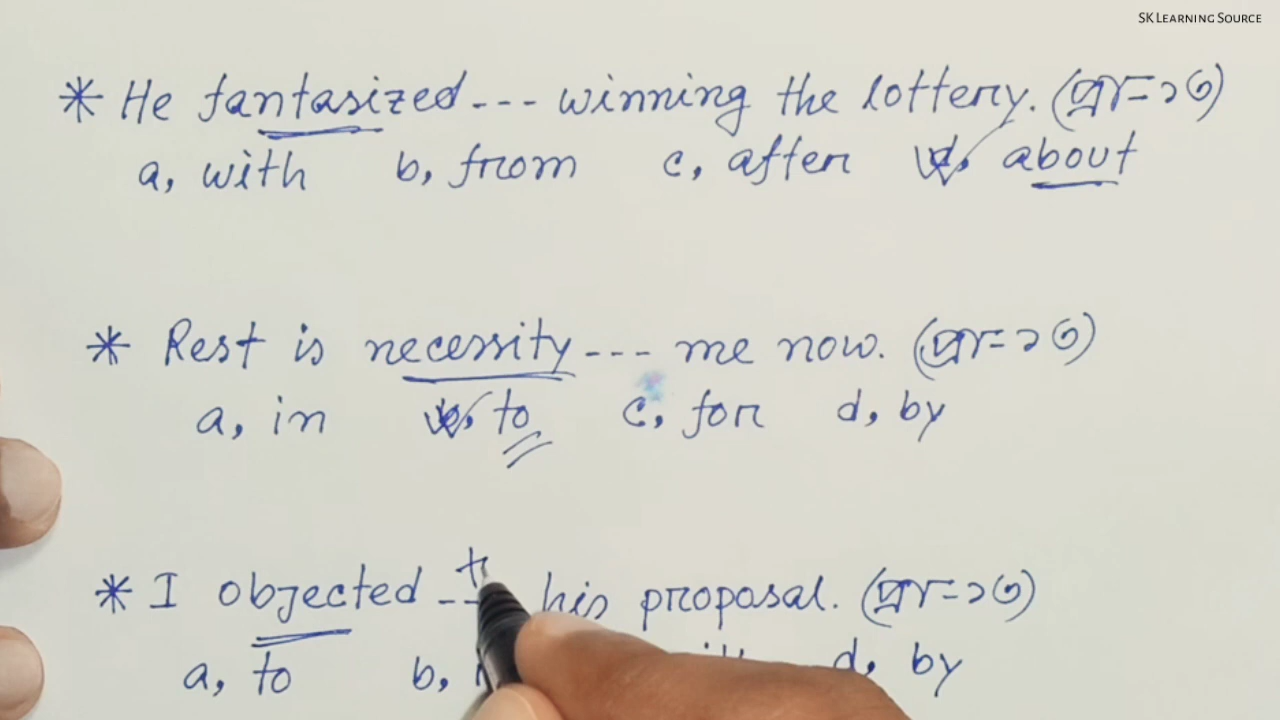 SK LEARNING SOURCE
* He fantasized --- winning the lottery. (প্রা-১৩)
a, with b, from c, after d, about
* Rest is necessity --- me now. (প্রা-১৩)
a, in b, to c, for d, by
* I objected -- his proposal. (প্রা-১৩)
a, to b, d, by